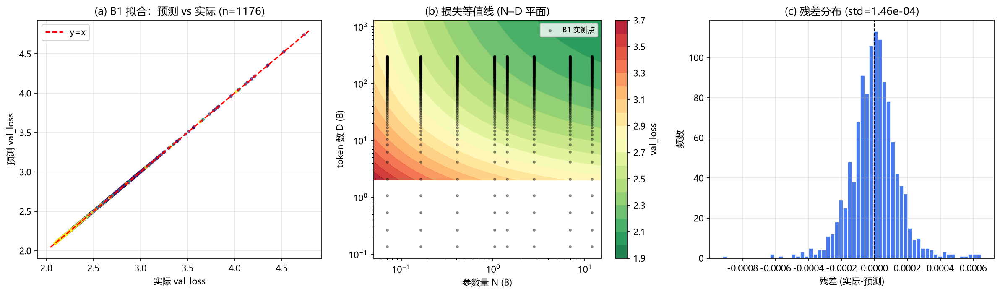 (a) B1 拟合：预测 vs 实际 (n=1176)
y=x
4.5
4.0
3.5
3.0
2.5
2.0
预测 val_loss
2.0 2.5 3.0 3.5 4.0 4.5
实际 val_loss
(b) 损失等值线 (N–D 平面)
B1 实测点
10³
10²
10¹
10⁰
10⁻¹
token 数 D (B)
10⁻¹ 10⁰ 10¹
参数量 N (B)
3.7
3.5
3.3
3.1
2.9
2.7
2.5
2.3
2.1
1.9
val_loss
(c) 残差分布 (std=1.46e-04)
100
80
60
40
20
0
频数
-0.0008 -0.0006 -0.0004 -0.0002 0.0000 0.0002 0.0004 0.0006
残差 (实际-预测)